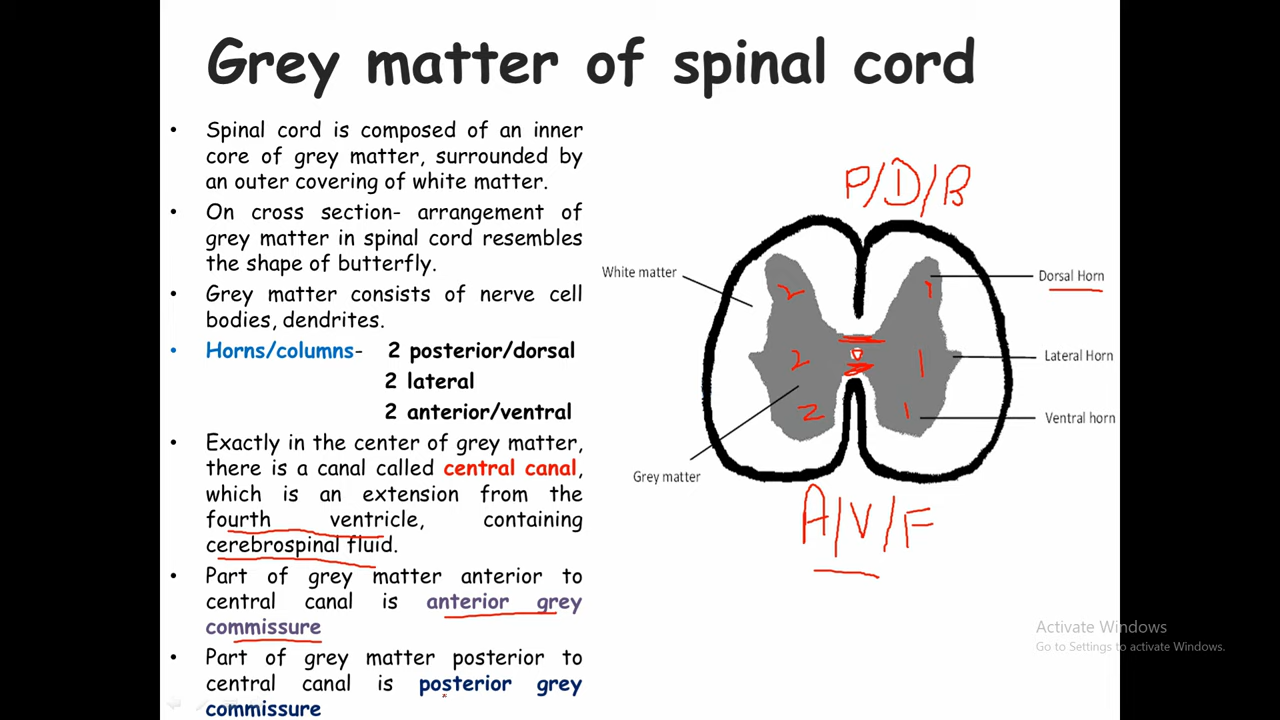 Grey matter of spinal cord
• Spinal cord is composed of an inner
core of grey matter, surrounded by
an outer covering of white matter.
• On cross section- arrangement of
grey matter in spinal cord resembles
the shape of butterfly.
• Grey matter consists of nerve cell
bodies, dendrites.
• Horns/columns- 2 posterior/dorsal
2 lateral
2 anterior/ventral
• Exactly in the center of grey matter,
there is a canal called central canal,
which is an extension from the
fourth ventricle, containing
cerebrospinal fluid.
• Part of grey matter anterior to
central canal is anterior grey
commissure
• Part of grey matter posterior to
central canal is posterior grey
commissure
P/D/B
White matter
Dorsal Horn
2 1
Lateral Horn
2 1
Ventral horn
2 1
Grey matter
A/V/F
Activate Windows
Go to Settings to activate Windows.